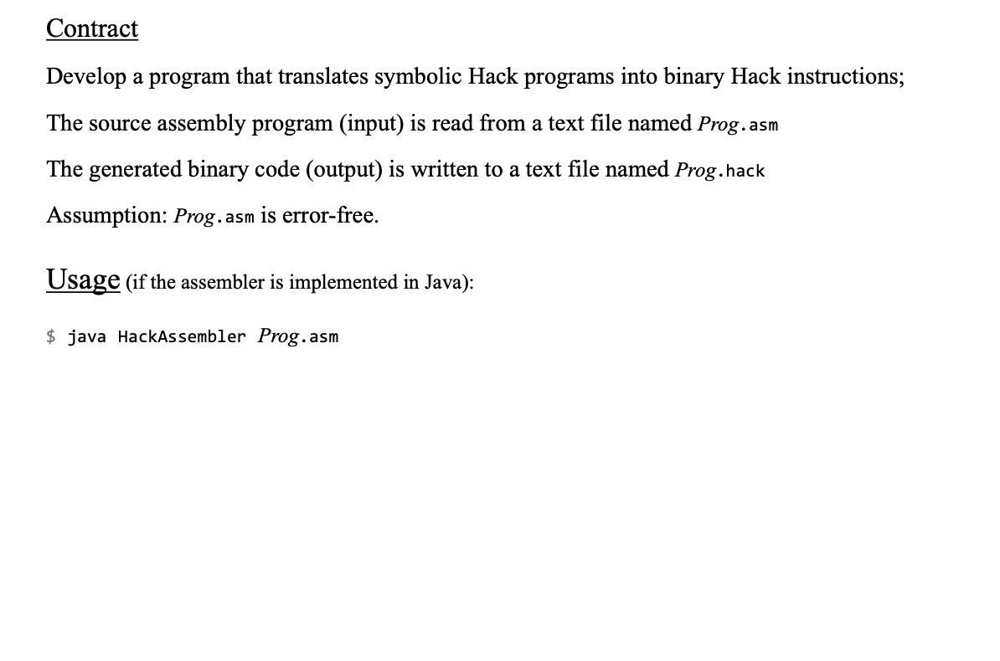 Contract
Develop a program that translates symbolic Hack programs into binary Hack instructions;
The source assembly program (input) is read from a text file named Prog.asm
The generated binary code (output) is written to a text file named Prog.hack
Assumption: Prog.asm is error-free.
Usage (if the assembler is implemented in Java):
$ java HackAssembler Prog.asm